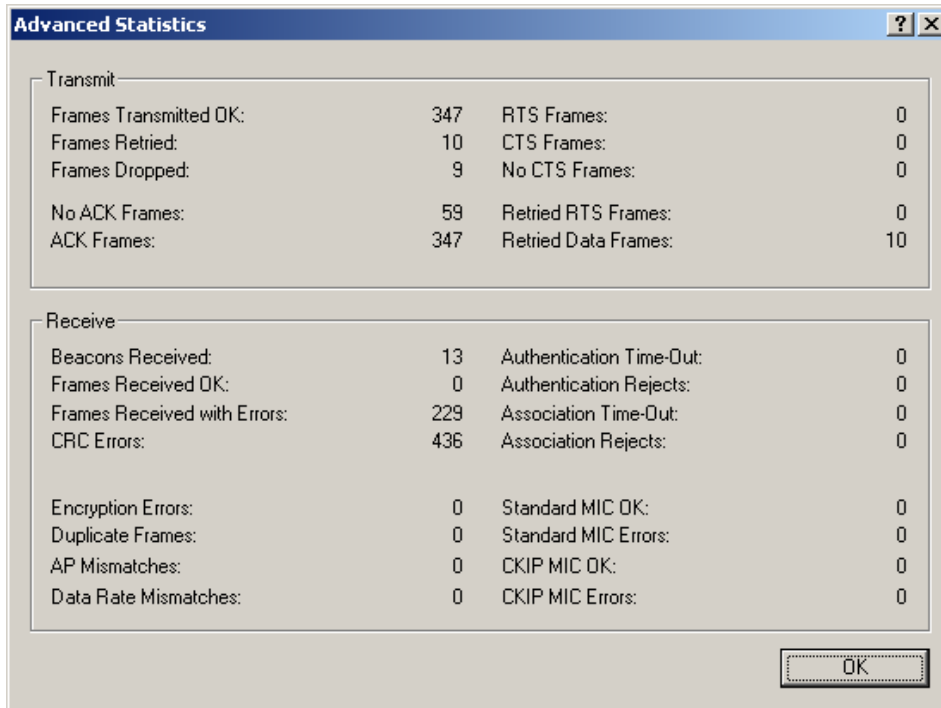 Advanced Statistics
Transmit
Frames Transmitted OK: 347 RTS Frames: 0
Frames Retried: 10 CTS Frames: 0
Frames Dropped: 9 No CTS Frames: 0
No ACK Frames: 59 Retried RTS Frames: 0
ACK Frames: 347 Retried Data Frames: 10
Receive
Beacons Received: 13 Authentication Time-Out: 0
Frames Received OK: 0 Authentication Rejects: 0
Frames Received with Errors: 229 Association Time-Out: 0
CRC Errors: 436 Association Rejects: 0
Encryption Errors: 0 Standard MIC OK: 0
Duplicate Frames: 0 Standard MIC Errors: 0
AP Mismatches: 0 CKIP MIC OK: 0
Data Rate Mismatches: 0 CKIP MIC Errors: 0
OK